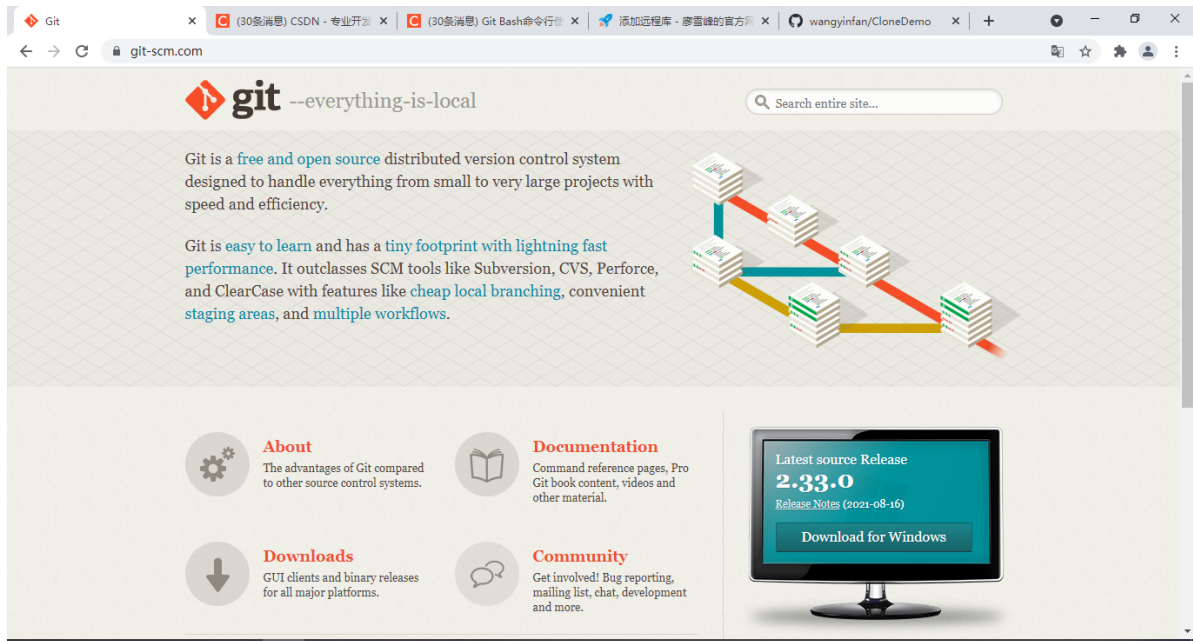 Git
(30条消息) CSDN - 专业开发
(30条消息) Git Bash命令行使
添加远程库 - 廖雪峰的官方网
wangyinfan/CloneDemo
git-scm.com
git --everything-is-local
Search entire site...
Git is a free and open source distributed version control system
designed to handle everything from small to very large projects with
speed and efficiency.
Git is easy to learn and has a tiny footprint with lightning fast
performance. It outclasses SCM tools like Subversion, CVS, Perforce,
and ClearCase with features like cheap local branching, convenient
staging areas, and multiple workflows.
About
The advantages of Git compared
to other source control systems.
Documentation
Command reference pages, Pro
Git book content, videos and
other material.
Downloads
GUI clients and binary releases
for all major platforms.
Community
Get involved! Bug reporting,
mailing list, chat, development
and more.
Latest source Release
2.33.0
Release Notes (2021-08-16)
Download for Windows